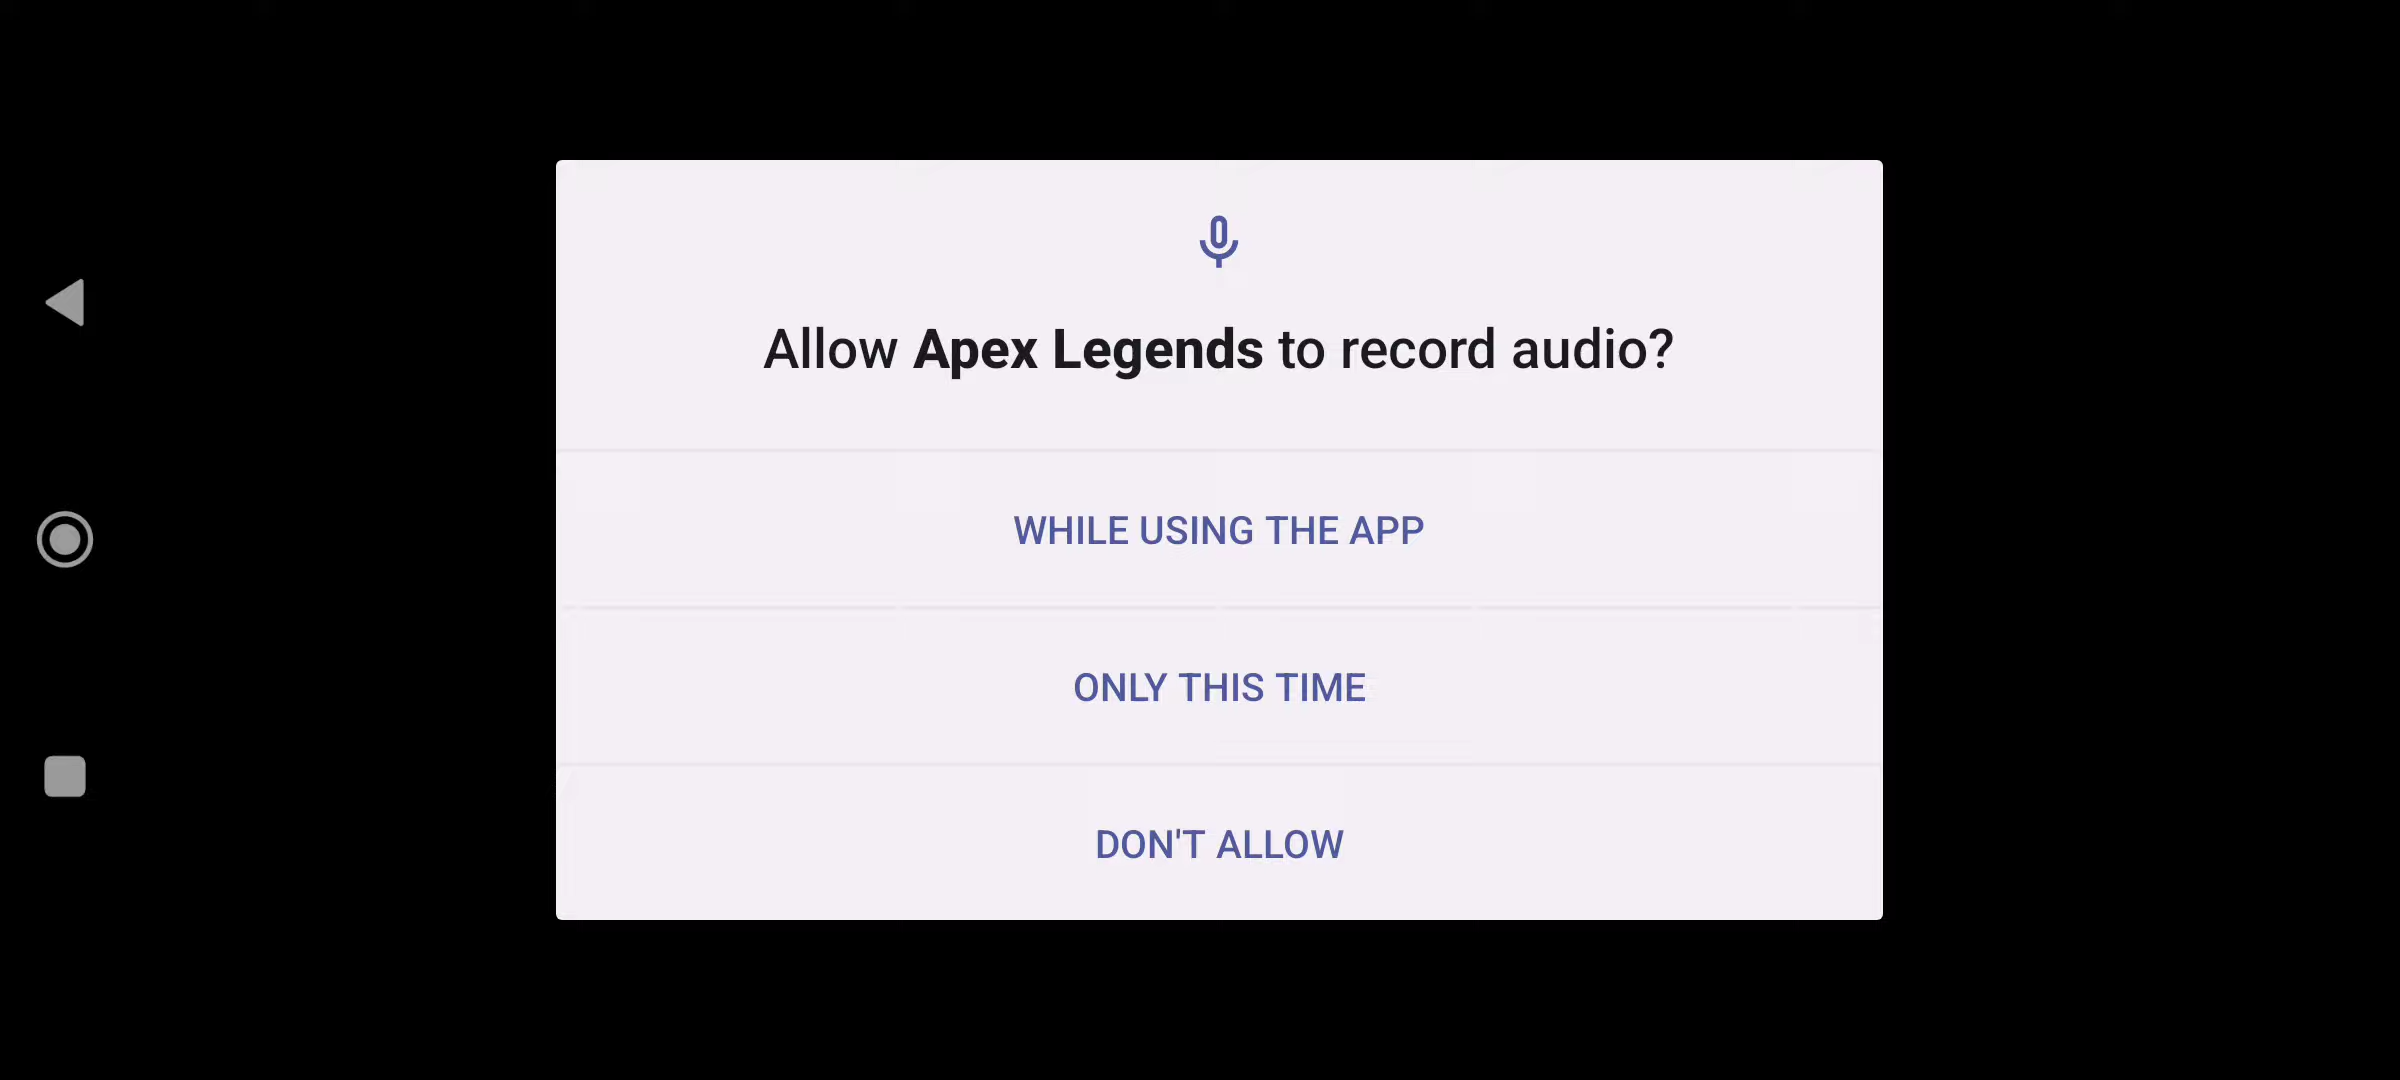 Allow Apex Legends to record audio?
WHILE USING THE APP
ONLY THIS TIME
DON'T ALLOW